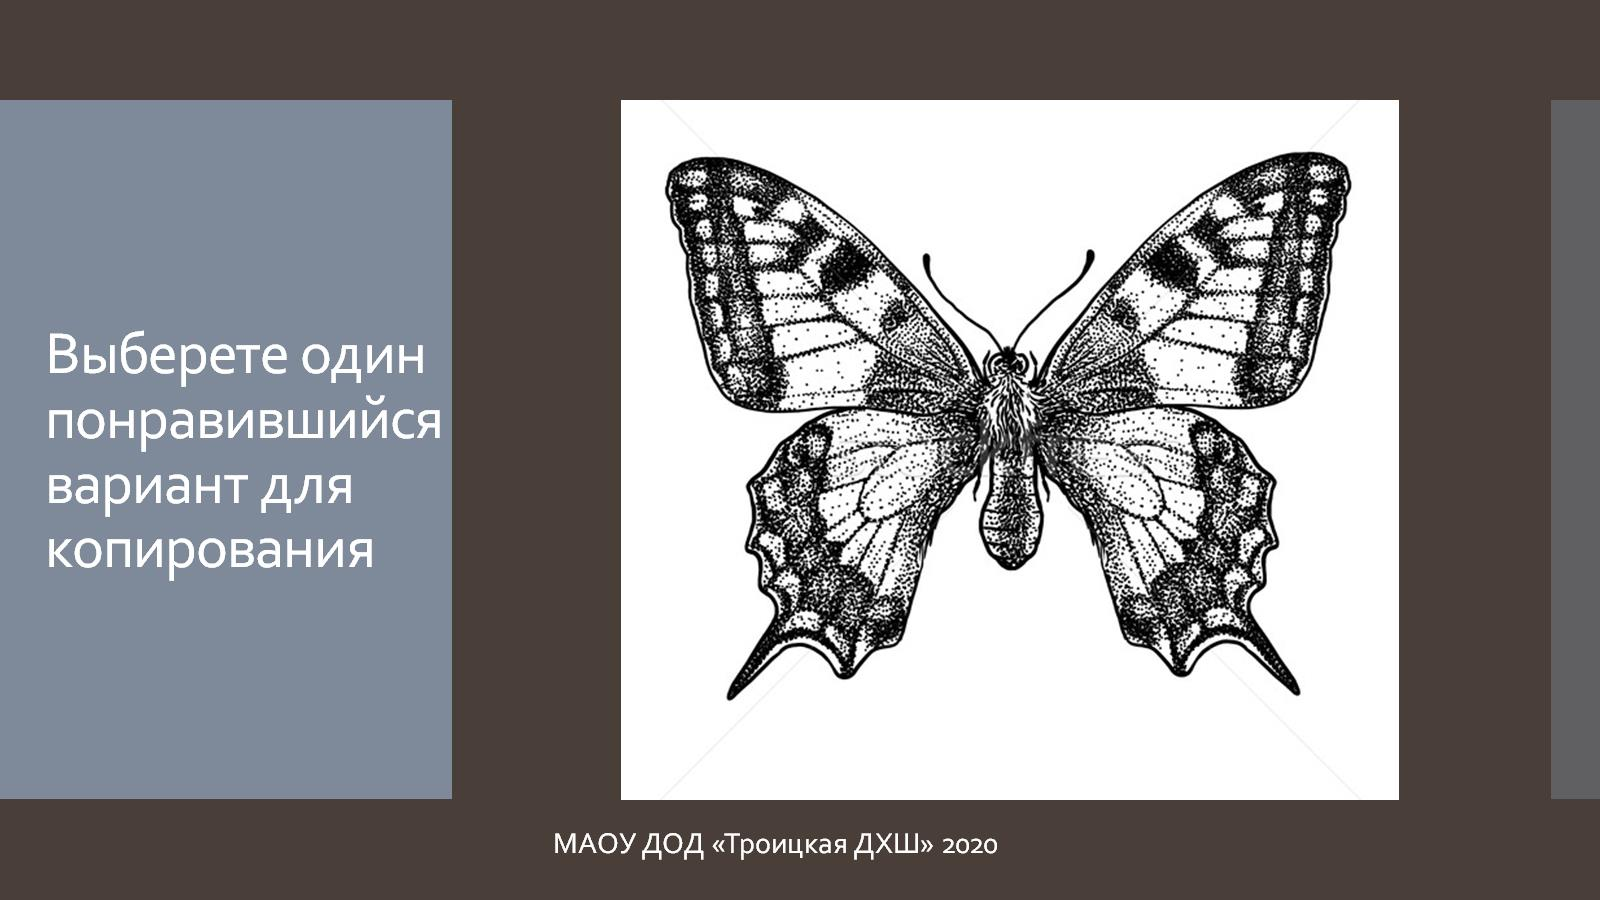 Выберете один
понравившийся
вариант для
копирования
МАОУ ДОД «Троицкая ДХШ» 2020